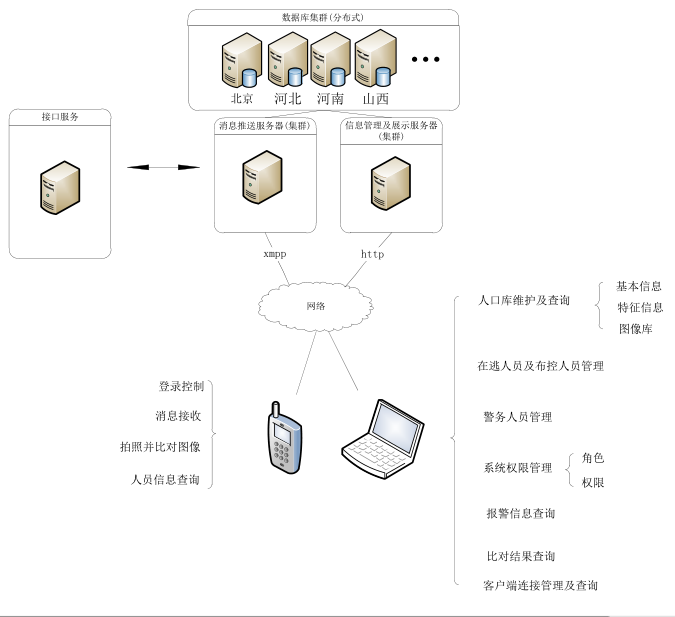 数据库集群(分布式)
北京
河北
河南
山西
接口服务
消息推送服务器(集群)
信息管理及展示服务器
(集群)
xmpp
http
网络
登录控制
消息接收
拍照并比对图像
人员信息查询
人口库维护及查询
基本信息
特征信息
图像库
在逃人员及布控人员管理
警务人员管理
系统权限管理
角色
权限
报警信息查询
比对结果查询
客户端连接管理及查询